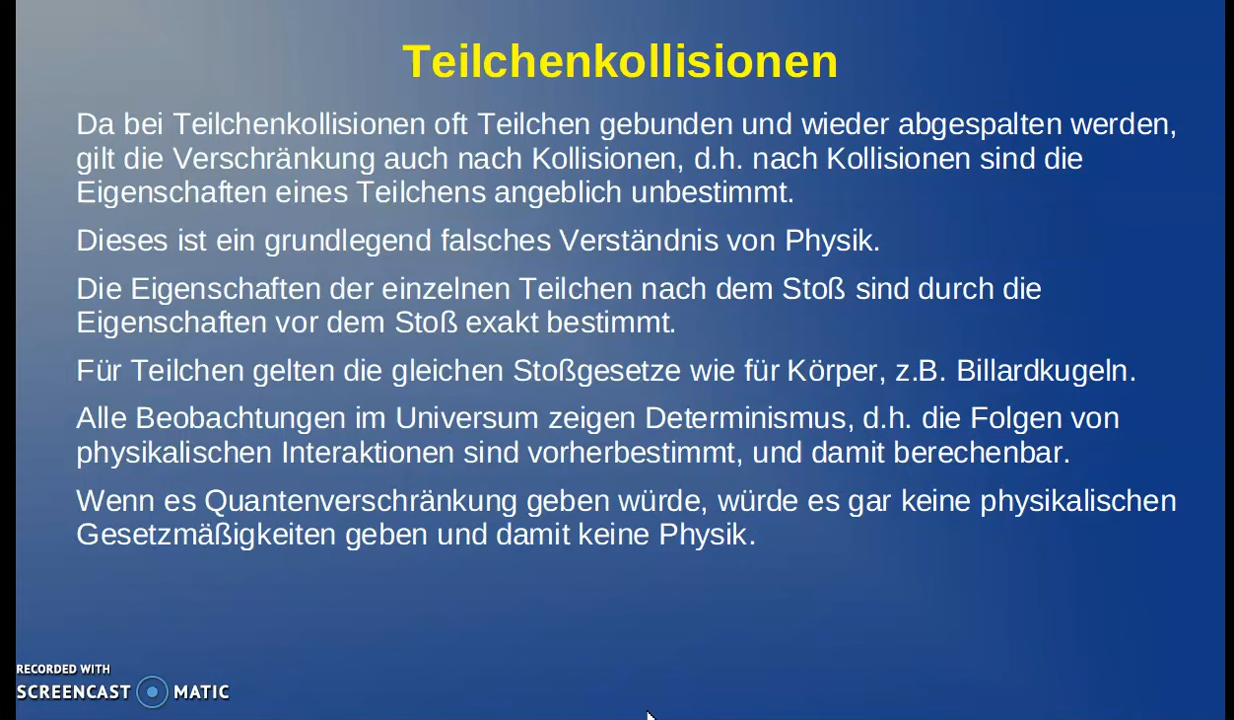 Teilchenkollisionen
Da bei Teilchenkollisionen oft Teilchen gebunden und wieder abgespalten werden,
gilt die Verschränkung auch nach Kollisionen, d.h. nach Kollisionen sind die
Eigenschaften eines Teilchens angeblich unbestimmt.
Dieses ist ein grundlegend falsches Verständnis von Physik.
Die Eigenschaften der einzelnen Teilchen nach dem Stoß sind durch die
Eigenschaften vor dem Stoß exakt bestimmt.
Für Teilchen gelten die gleichen Stoßgesetze wie für Körper, z.B. Billardkugeln.
Alle Beobachtungen im Universum zeigen Determinismus, d.h. die Folgen von
physikalischen Interaktionen sind vorherbestimmt, und damit berechenbar.
Wenn es Quantenverschränkung geben würde, würde es gar keine physikalischen
Gesetzmäßigkeiten geben und damit keine Physik.
RECORDED WITH
SCREENCAST MATIC